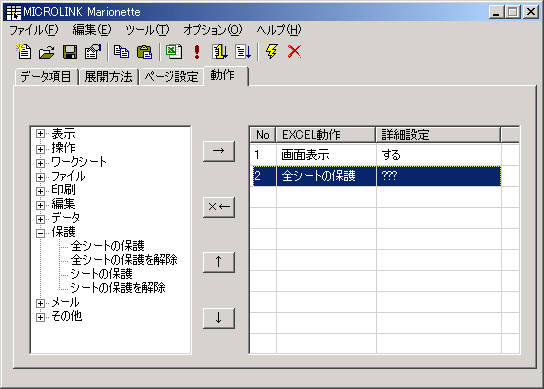 MICROLINK Marionette
ファイル(F) 編集(E) ツール(T) オプション(O) ヘルプ(H)
データ項目 展開方法 ページ設定 動作
表示
操作
ワークシート
ファイル
印刷
編集
データ
保護
全シートの保護
全シートの保護を解除
シートの保護
シートの保護を解除
メール
その他
→
×←
↑
↓
No EXCEL動作 詳細設定
1 画面表示 する
2 全シートの保護 ???